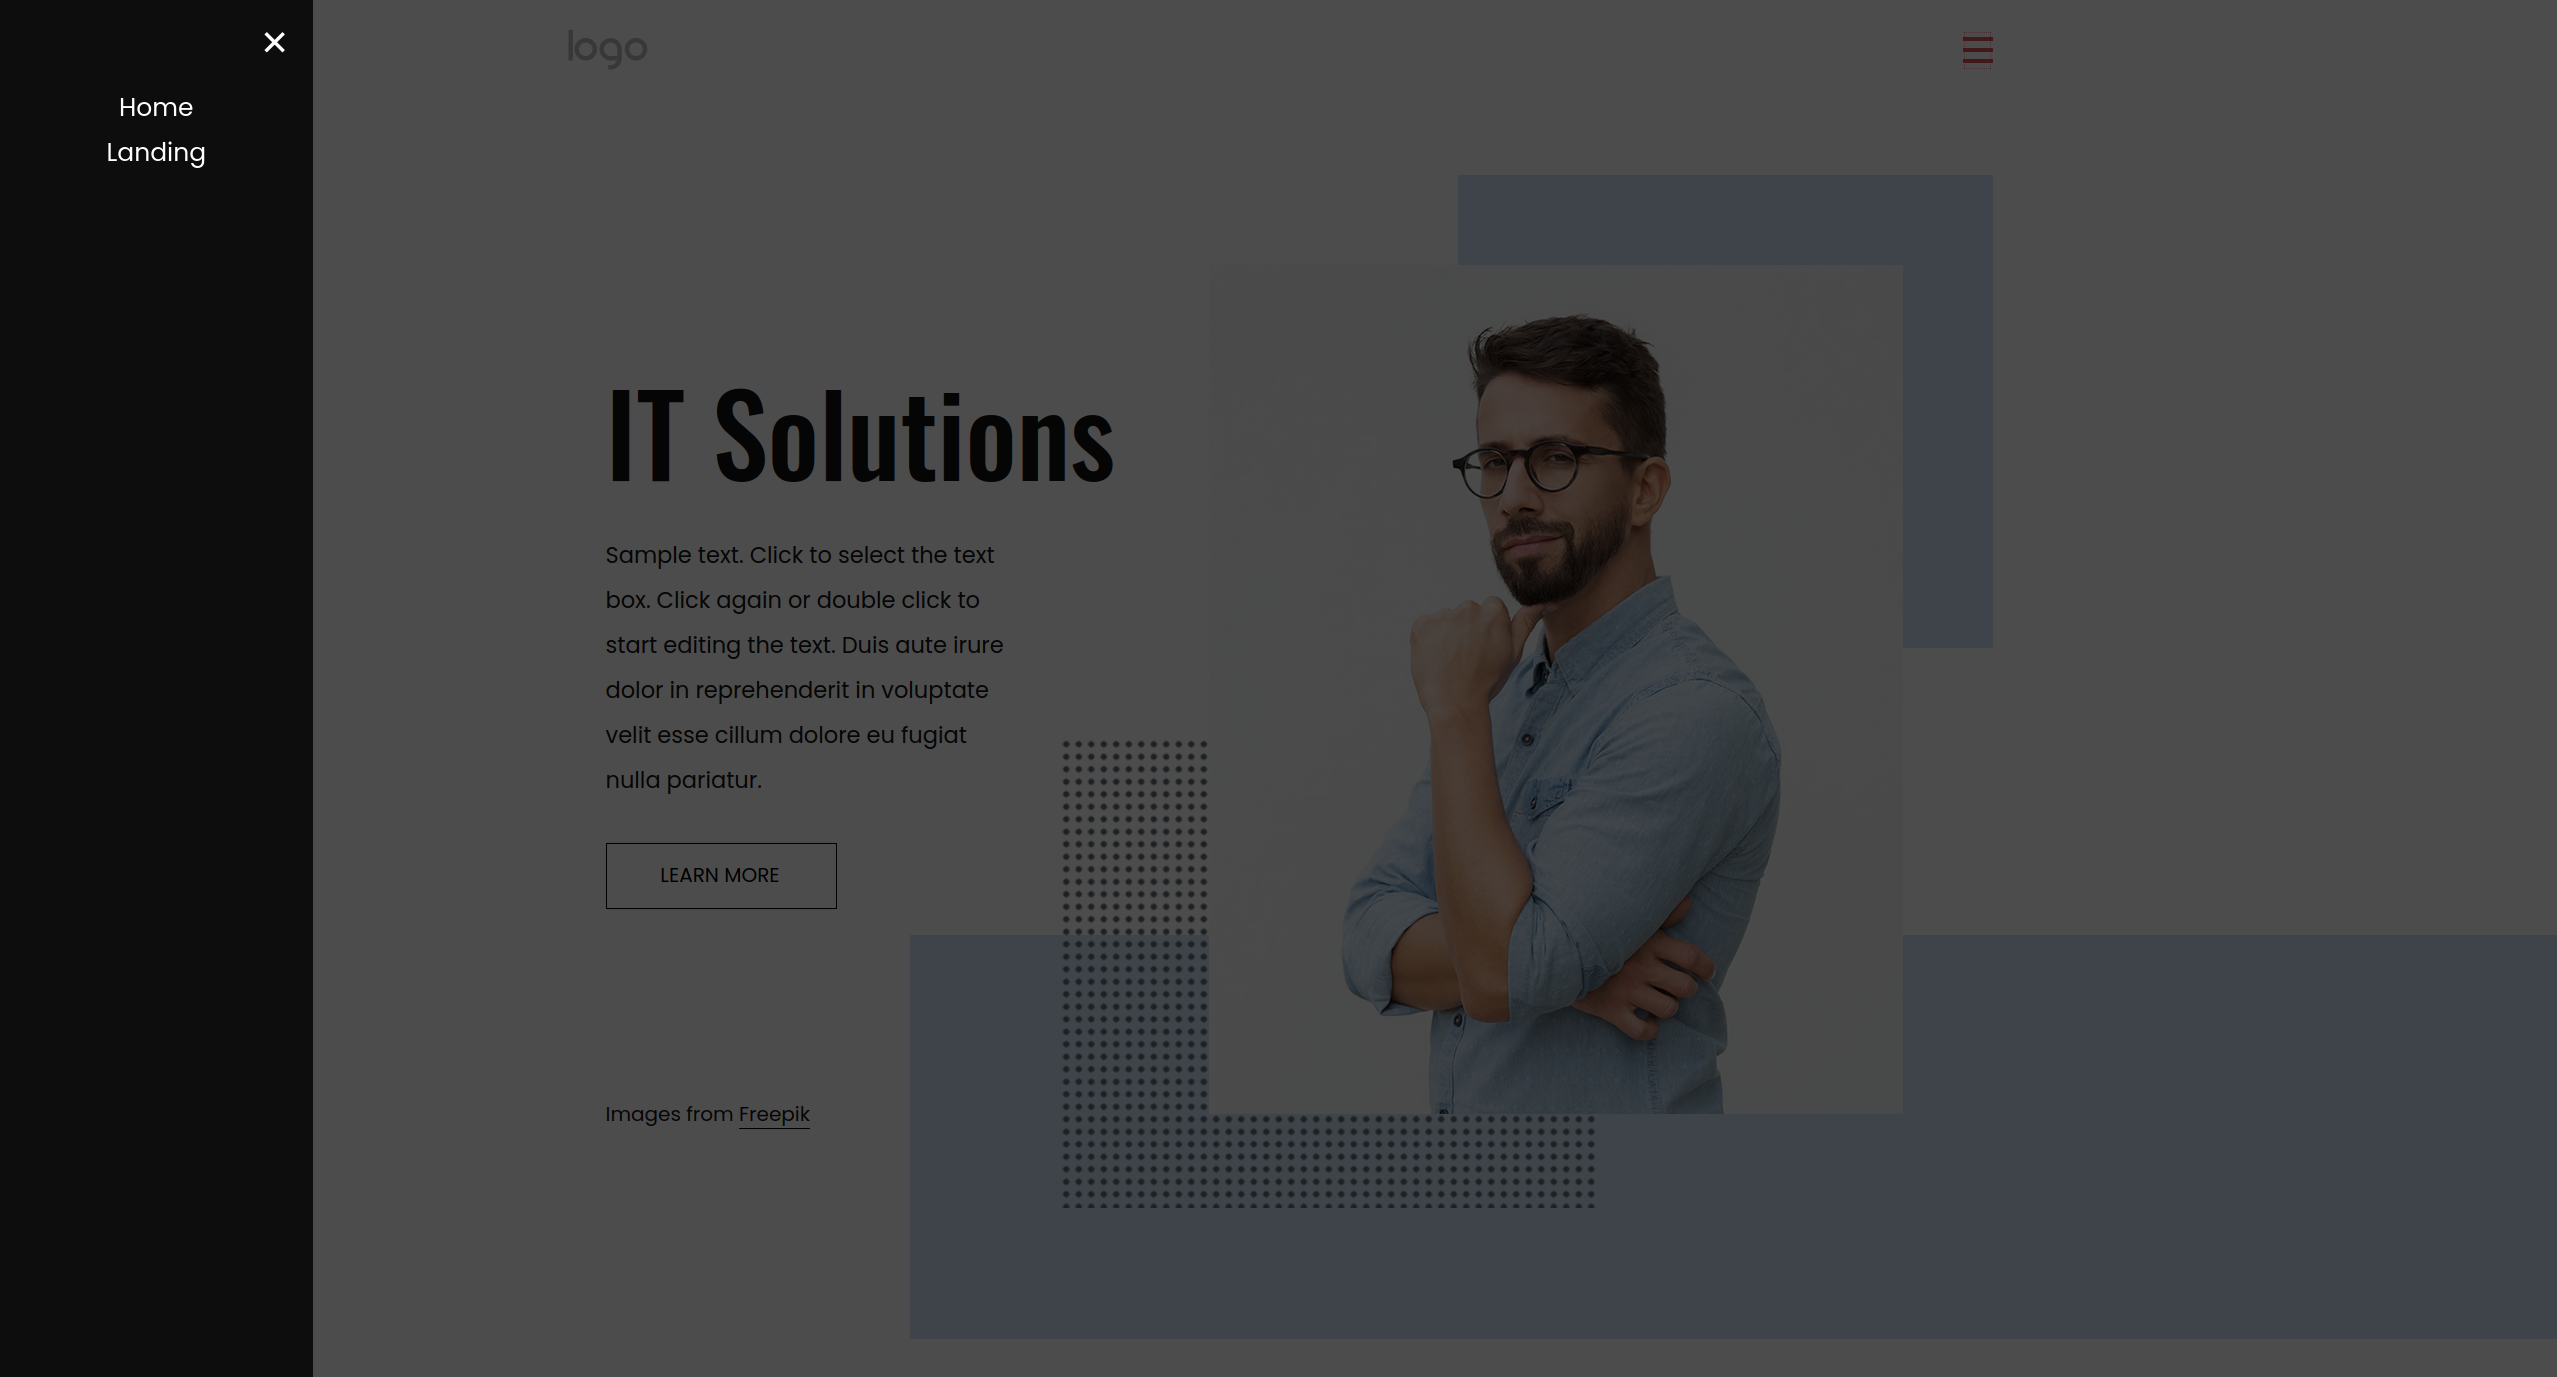 Home
Landing
logo
IT Solutions
Sample text. Click to select the text
box. Click again or double click to
start editing the text. Duis aute irure
dolor in reprehenderit in voluptate
velit esse cillum dolore eu fugiat
nulla pariatur.
LEARN MORE
Images from Freepik